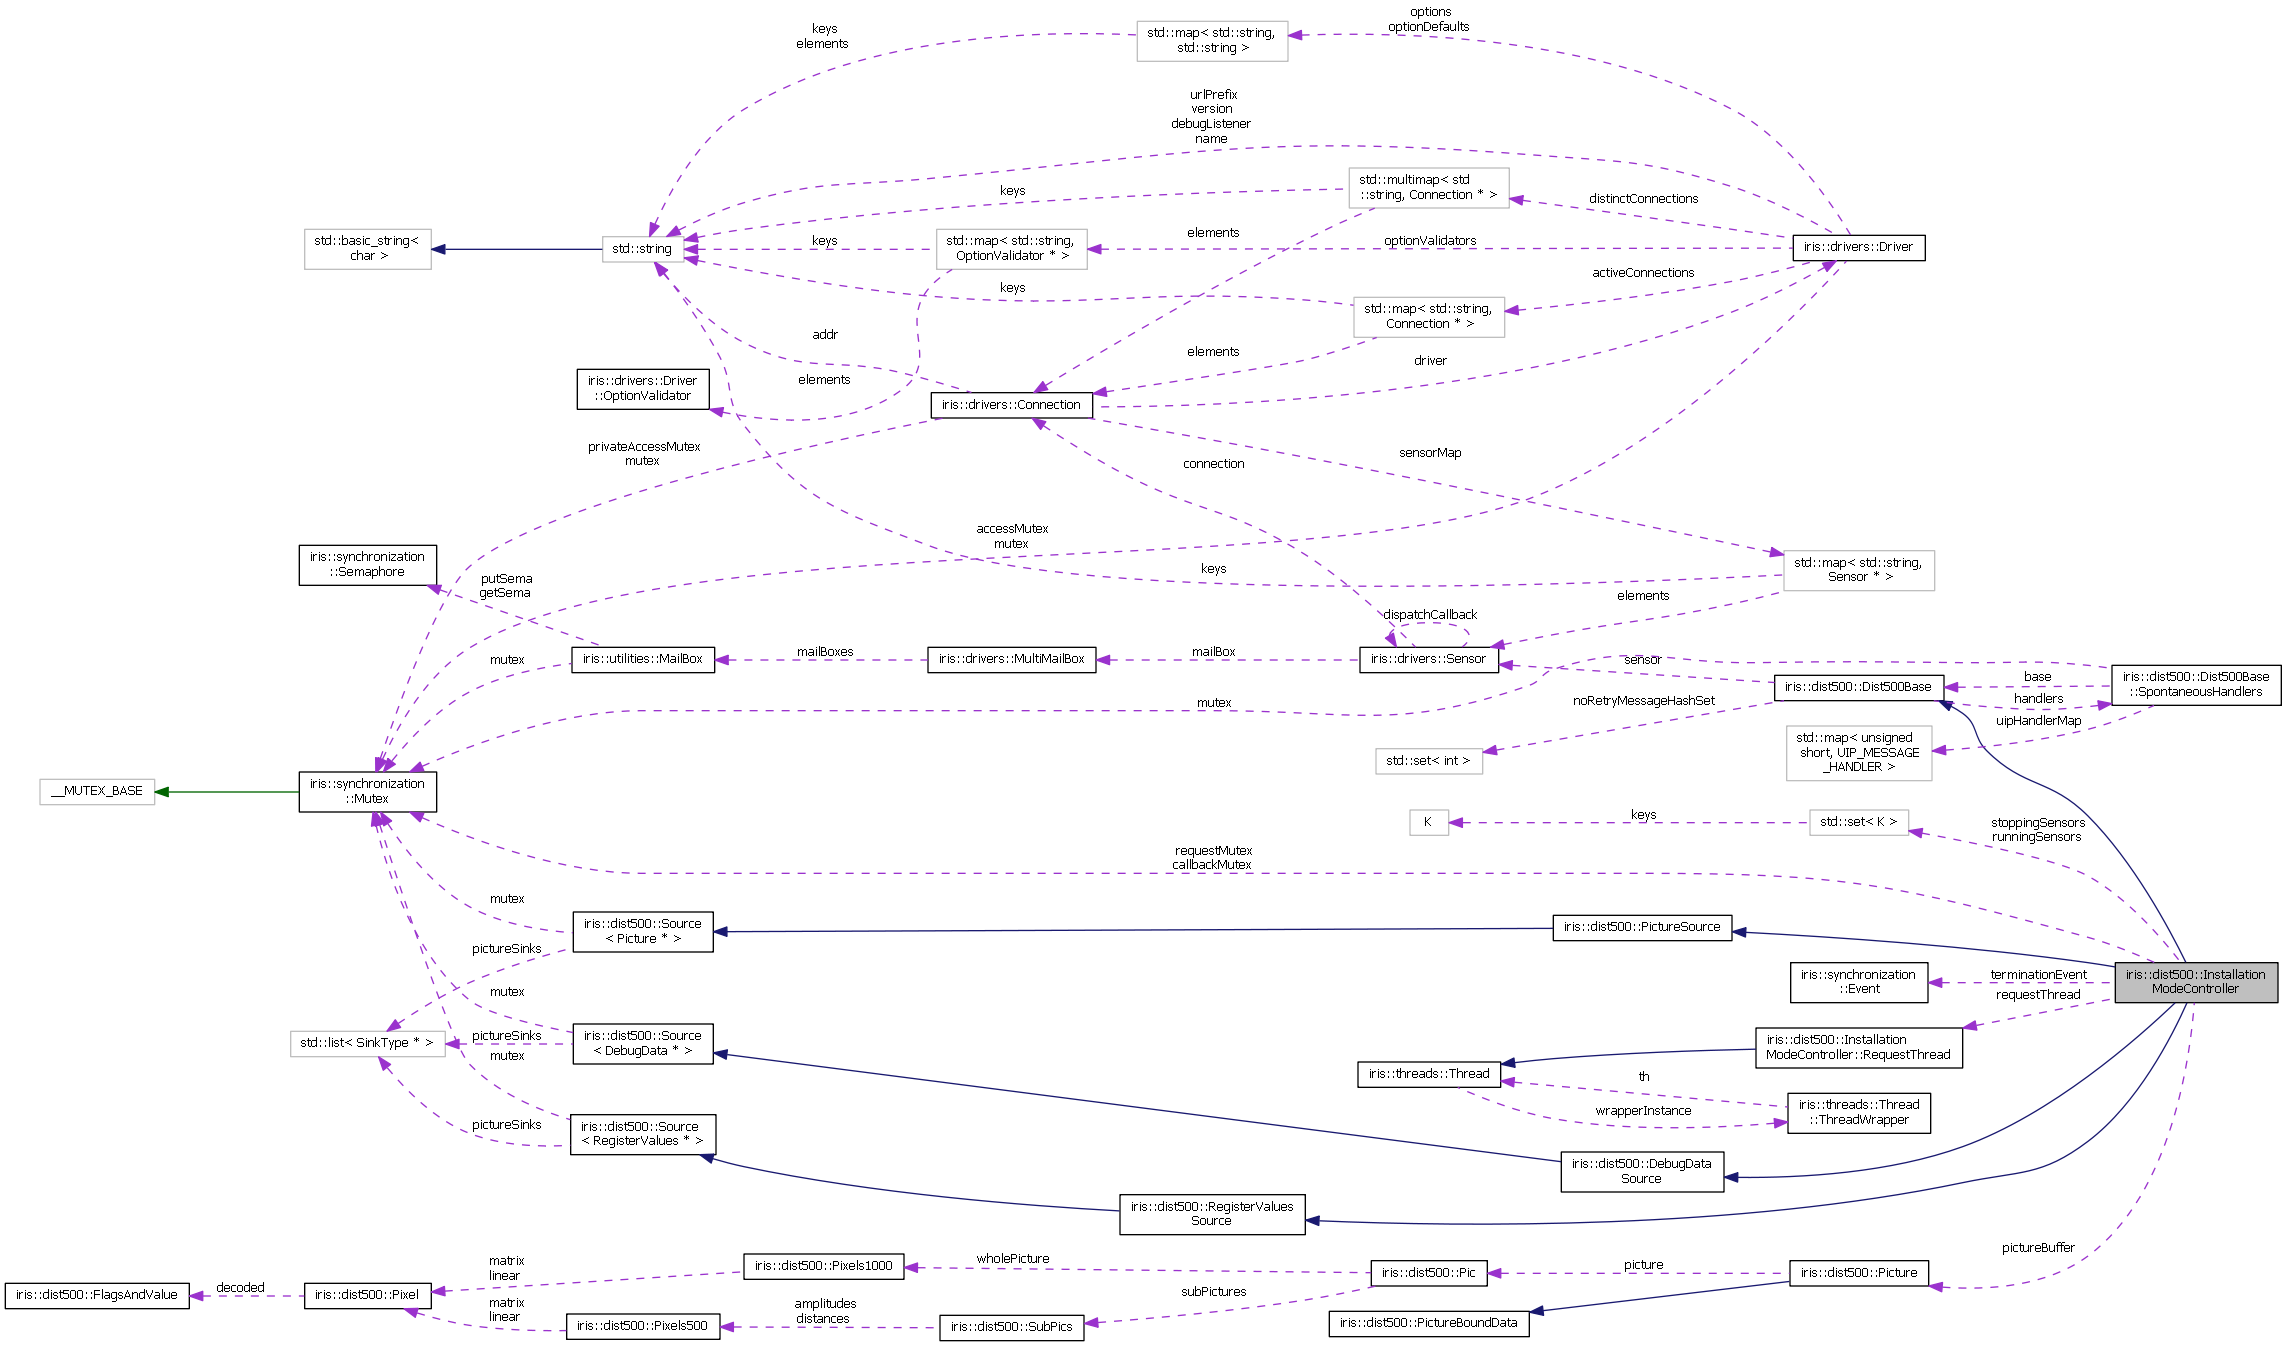 options
optionDefaults
keys
elements
std::map< std::string,
std::string >
urlPrefix
version
debugListener
name
std::multimap< std
::string, Connection * >
keys
distinctConnections
std::basic_string<
char >
std::string
keys
std::map< std::string,
OptionValidator * >
elements
optionValidators
iris::drivers::Driver
activeConnections
keys
std::map< std::string,
Connection * >
addr
elements
driver
iris::drivers::Driver
::OptionValidator
elements
iris::drivers::Connection
privateAccessMutex
mutex
connection
sensorMap
accessMutex
mutex
iris::synchronization
::Semaphore
putSema
getSema
keys
std::map< std::string,
Sensor * >
elements
dispatchCallback
iris::utilities::MailBox
mailBoxes
iris::drivers::MultiMailBox
mailBox
iris::drivers::Sensor
mutex
sensor
iris::dist500::Dist500Base
base
handlers
iris::dist500::Dist500Base
::SpontaneousHandlers
mutex
noRetryMessageHashSet
uipHandlerMap
std::set< int >
std::map< unsigned
short, UIP_MESSAGE
_HANDLER >
__MUTEX_BASE
iris::synchronization
::Mutex
K
keys
std::set< K >
stoppingSensors
runningSensors
requestMutex
callbackMutex
mutex
iris::dist500::Source
< Picture * >
iris::dist500::PictureSource
pictureSinks
iris::synchronization
::Event
terminationEvent
requestThread
iris::dist500::Installation
ModeController
mutex
std::list< SinkType * >
pictureSinks
mutex
iris::dist500::Source
< DebugData * >
iris::dist500::Installation
ModeController::RequestThread
iris::threads::Thread
th
wrapperInstance
iris::threads::Thread
::ThreadWrapper
pictureSinks
iris::dist500::Source
< RegisterValues * >
iris::dist500::DebugData
Source
iris::dist500::RegisterValues
Source
pictureBuffer
iris::dist500::FlagsAndValue
decoded
iris::dist500::Pixel
matrix
linear
iris::dist500::Pixels1000
wholePicture
iris::dist500::Pic
picture
iris::dist500::Picture
matrix
linear
iris::dist500::Pixels500
amplitudes
distances
iris::dist500::SubPics
subPictures
iris::dist500::PictureBoundData